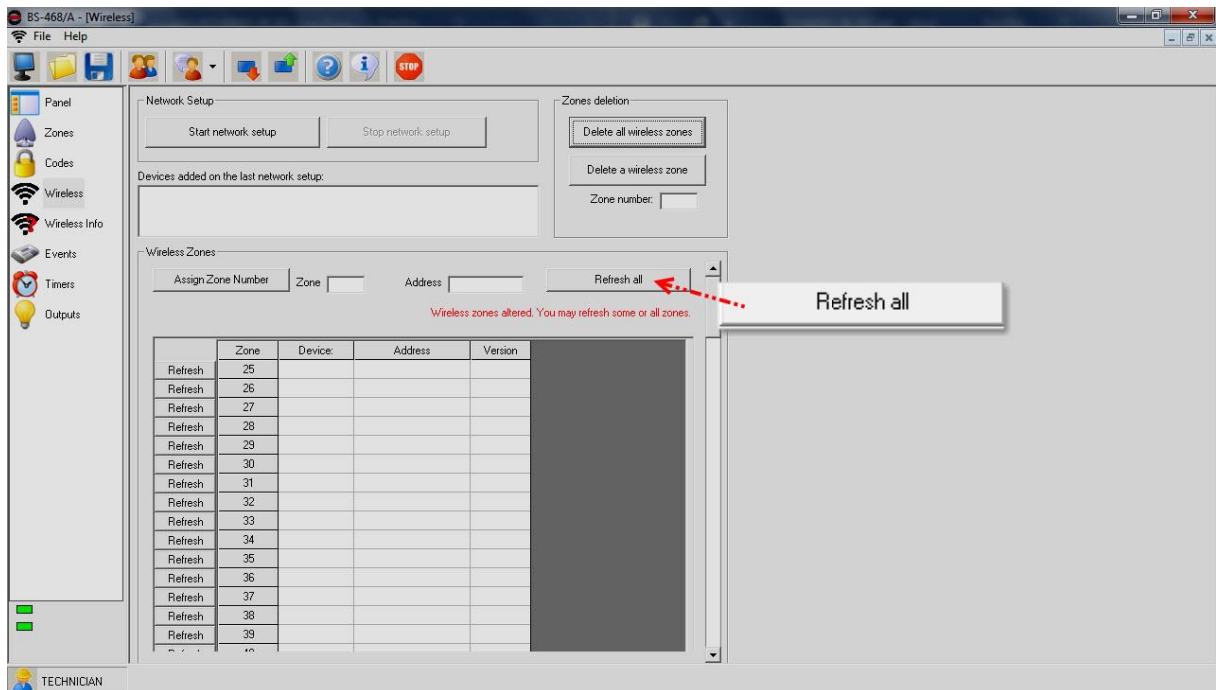 BS-468/A - [Wireless]
File Help
STOP
Panel
Zones
Codes
Wireless
Wireless Info
Events
Timers
Outputs
Network Setup
Start network setup
Stop network setup
Devices added on the last network setup:
Zones deletion
Delete all wireless zones
Delete a wireless zone
Zone number:
Wireless Zones
Assign Zone Number Zone Address Refresh all
Refresh all
Wireless zones altered. You may refresh some or all zones.
Zone Device: Address Version
Refresh 25
Refresh 26
Refresh 27
Refresh 28
Refresh 29
Refresh 30
Refresh 31
Refresh 32
Refresh 33
Refresh 34
Refresh 35
Refresh 36
Refresh 37
Refresh 38
Refresh 39
TECHNICIAN